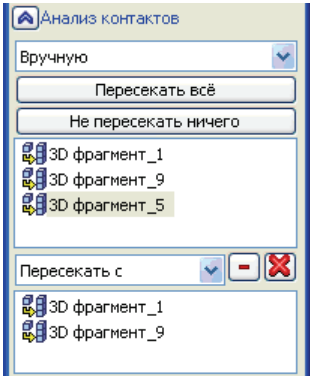 Анализ контактов
Вручную
Пересекать всё
Не пересекать ничего
3D фрагмент_1
3D фрагмент_9
3D фрагмент_5
Пересекать с
3D фрагмент_1
3D фрагмент_9